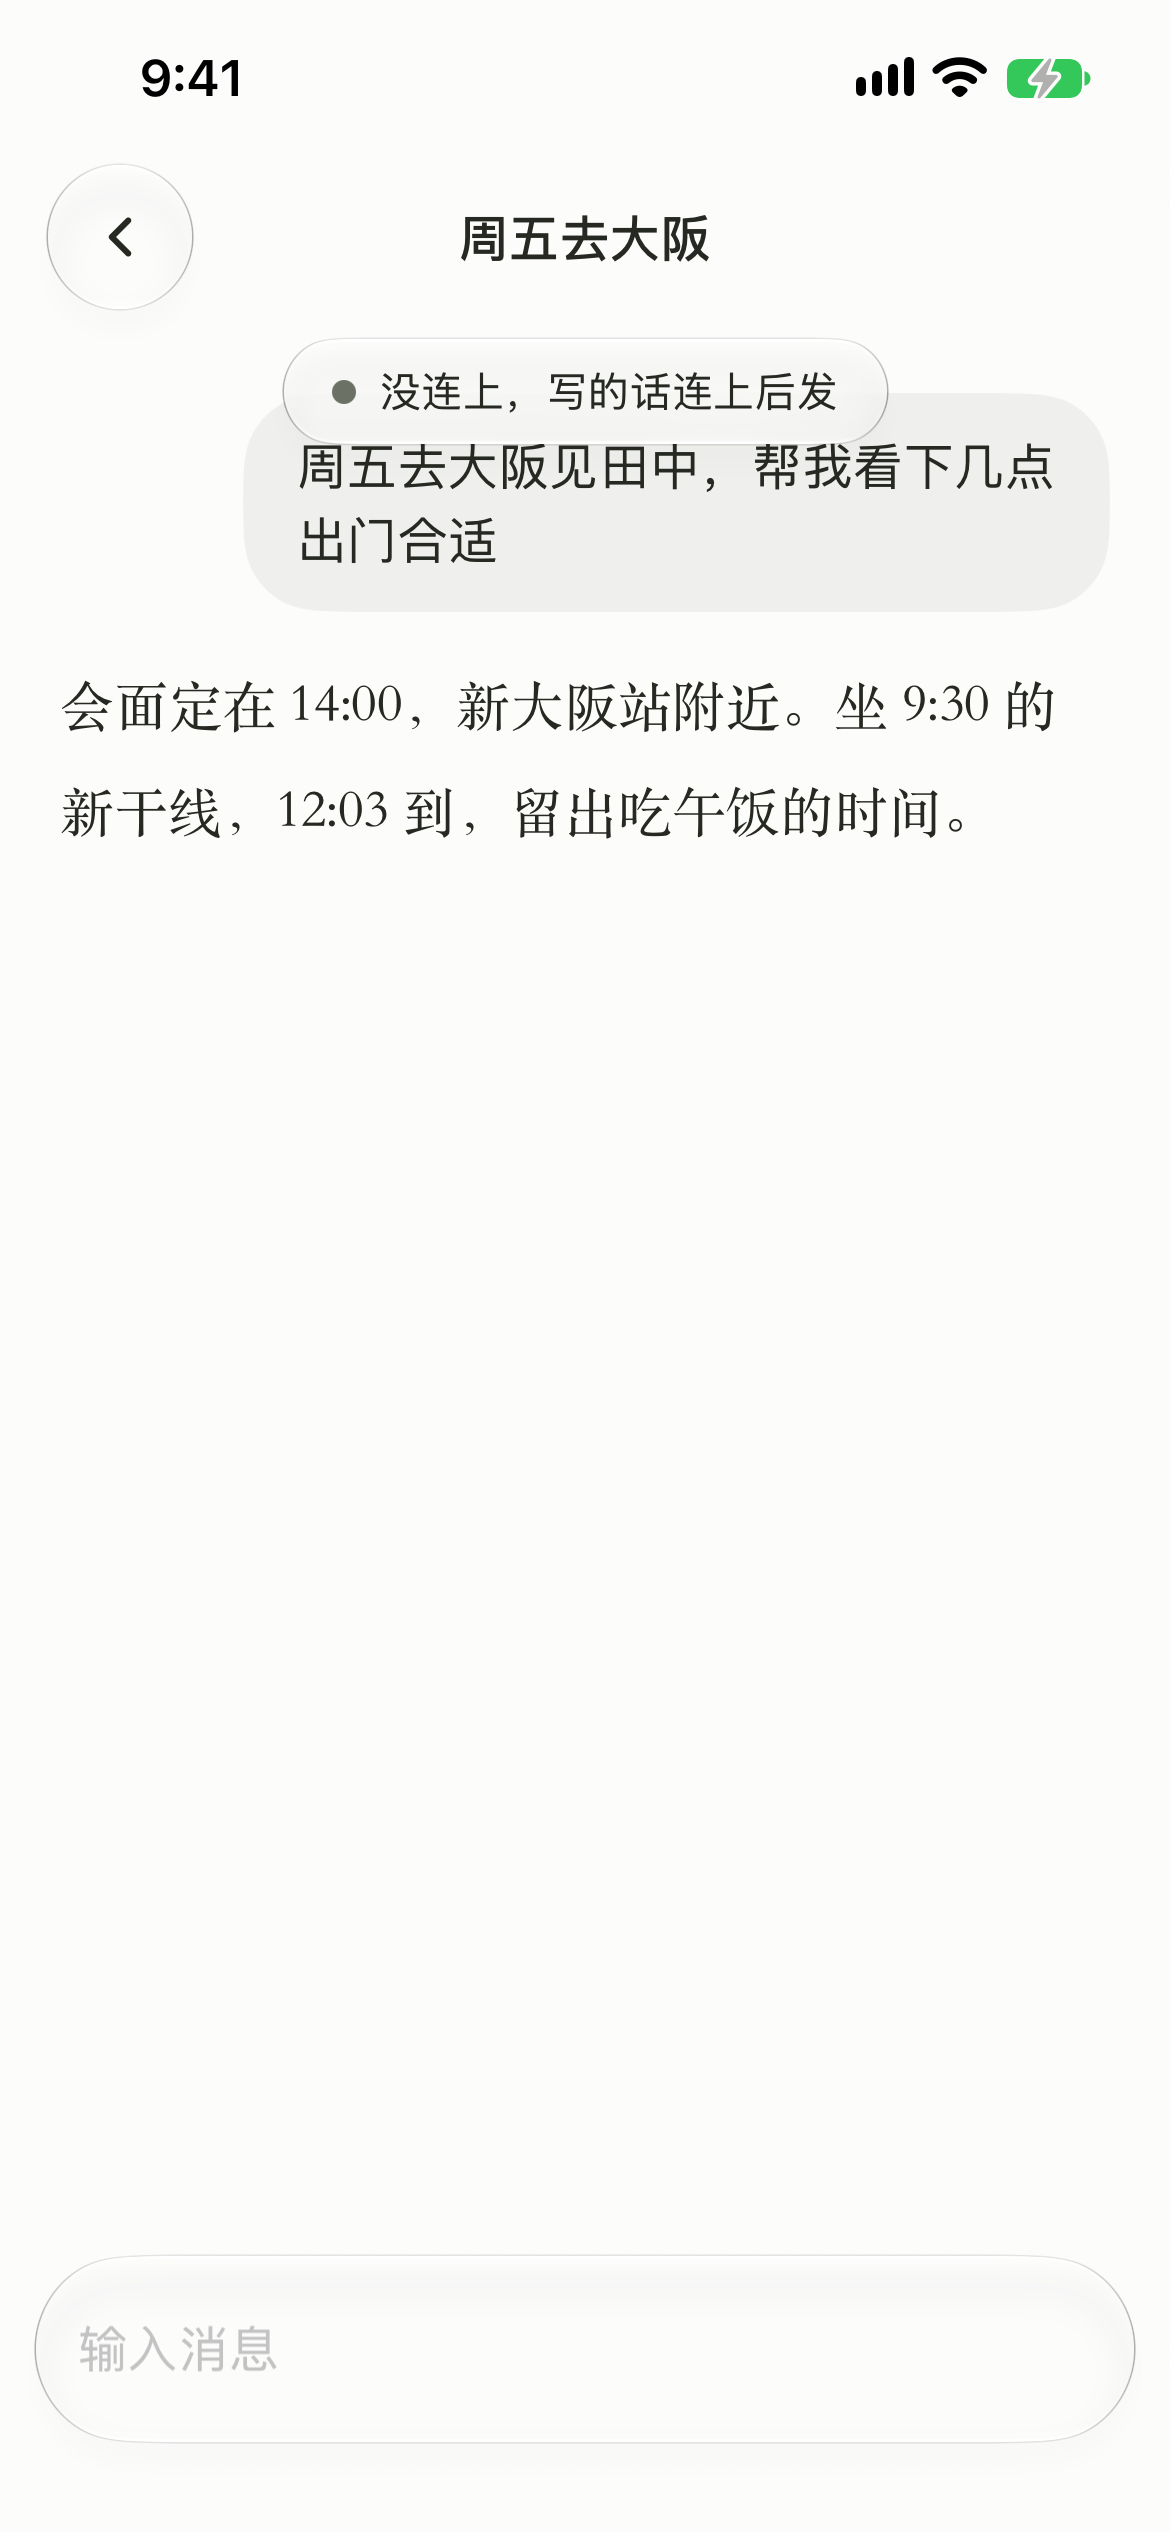 9:41
周五去大阪
没连上，写的话连上后发
周五去大阪见田中，帮我看下几点
出门合适
会面定在 14:00，新大阪站附近。坐 9:30 的
新干线，12:03 到，留出吃午饭的时间。
输入消息